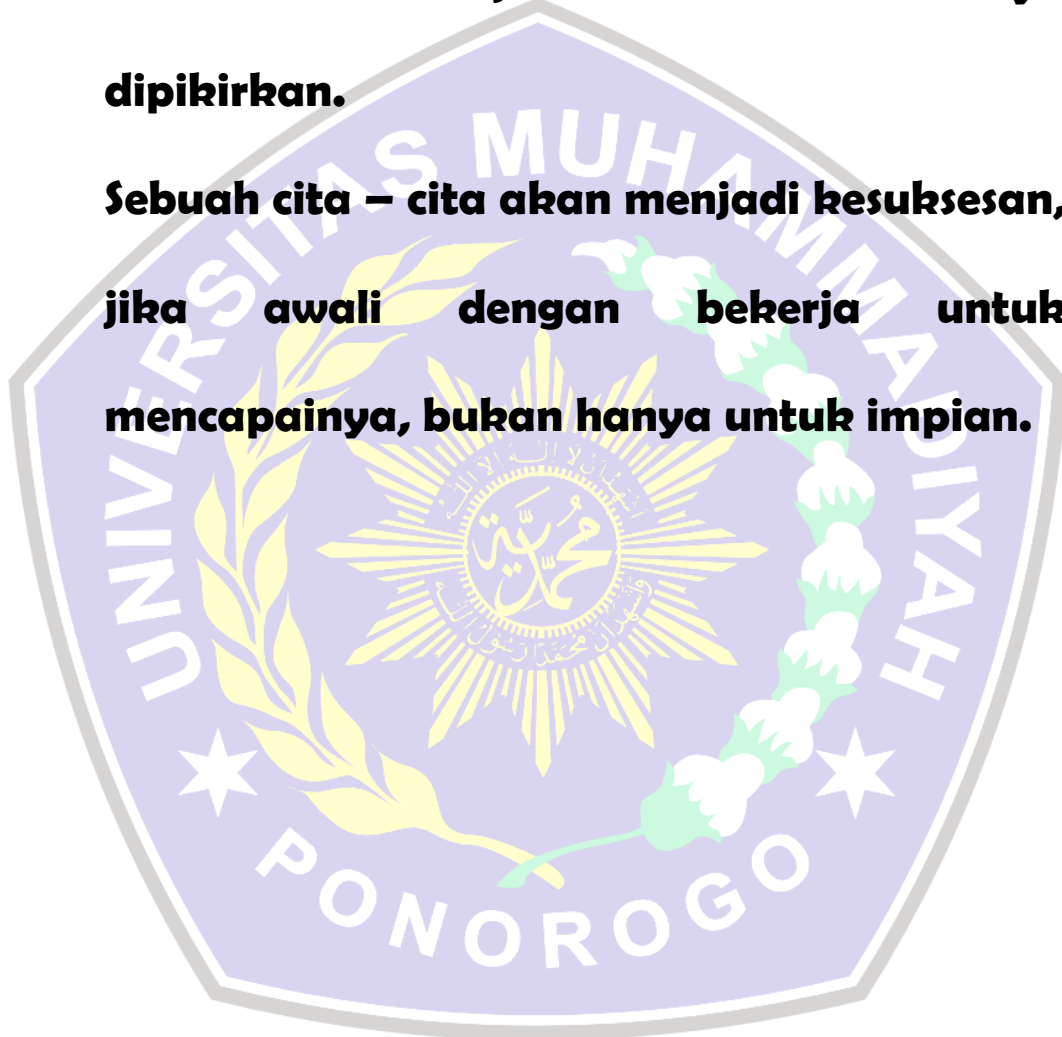 dipikirkan.
Sebuah cita – cita akan menjadi kesuksesan,
jika awali dengan bekerja untuk
mencapainya, bukan hanya untuk impian.
UNIVERSITAS MUHAMMADIYAH
PONOROGO
محمدية